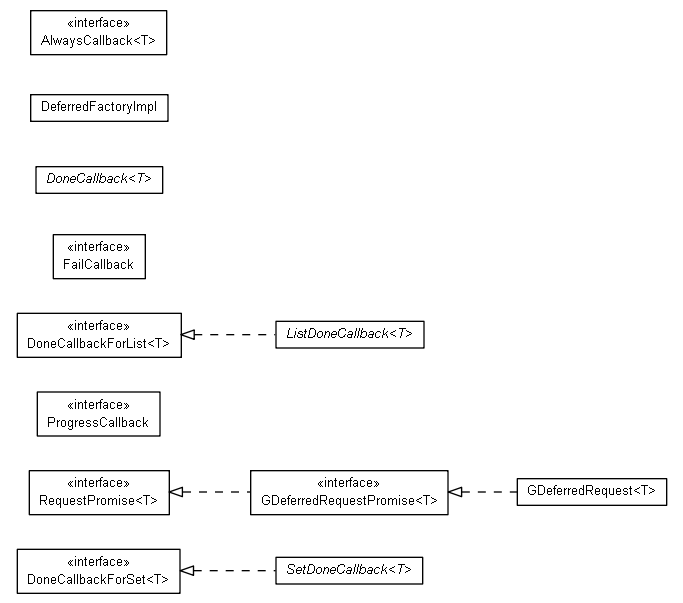 «interface»
AlwaysCallback<T>
DeferredFactoryImpl
DoneCallback<T>
«interface»
FailCallback
«interface»
DoneCallbackForList<T>
ListDoneCallback<T>
«interface»
ProgressCallback
«interface»
RequestPromise<T>
«interface»
GDeferredRequestPromise<T>
GDeferredRequest<T>
«interface»
DoneCallbackForSet<T>
SetDoneCallback<T>